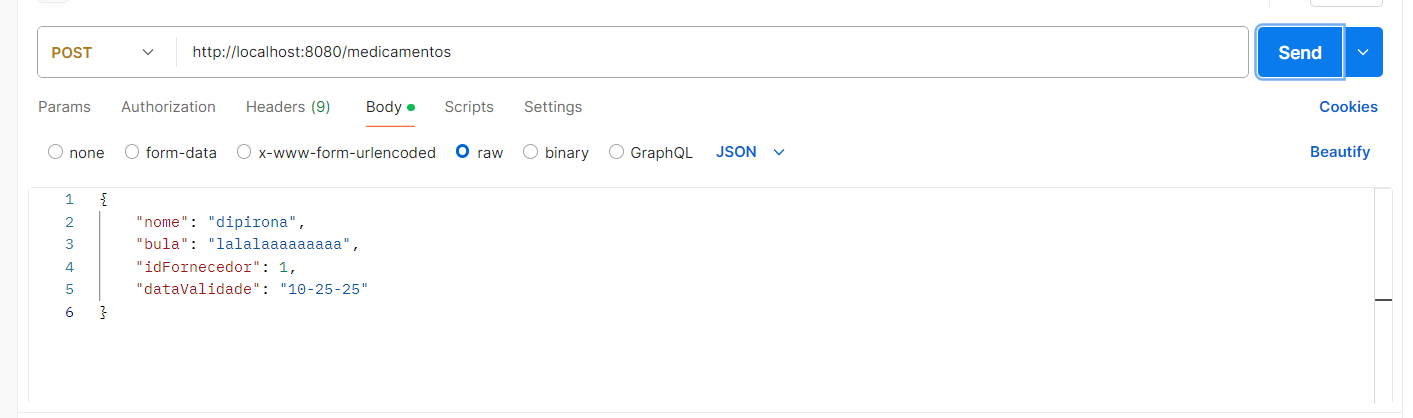 POST http://localhost:8080/medicamentos Send
Params Authorization Headers (9) Body Scripts Settings Cookies
none form-data x-www-form-urlencoded raw binary GraphQL JSON Beautify
1 {
2 "nome": "dipirona",
3 "bula": "lalalaaaaaaaaa",
4 "idFornecedor": 1,
5 "dataValidade": "10-25-25"
6 }